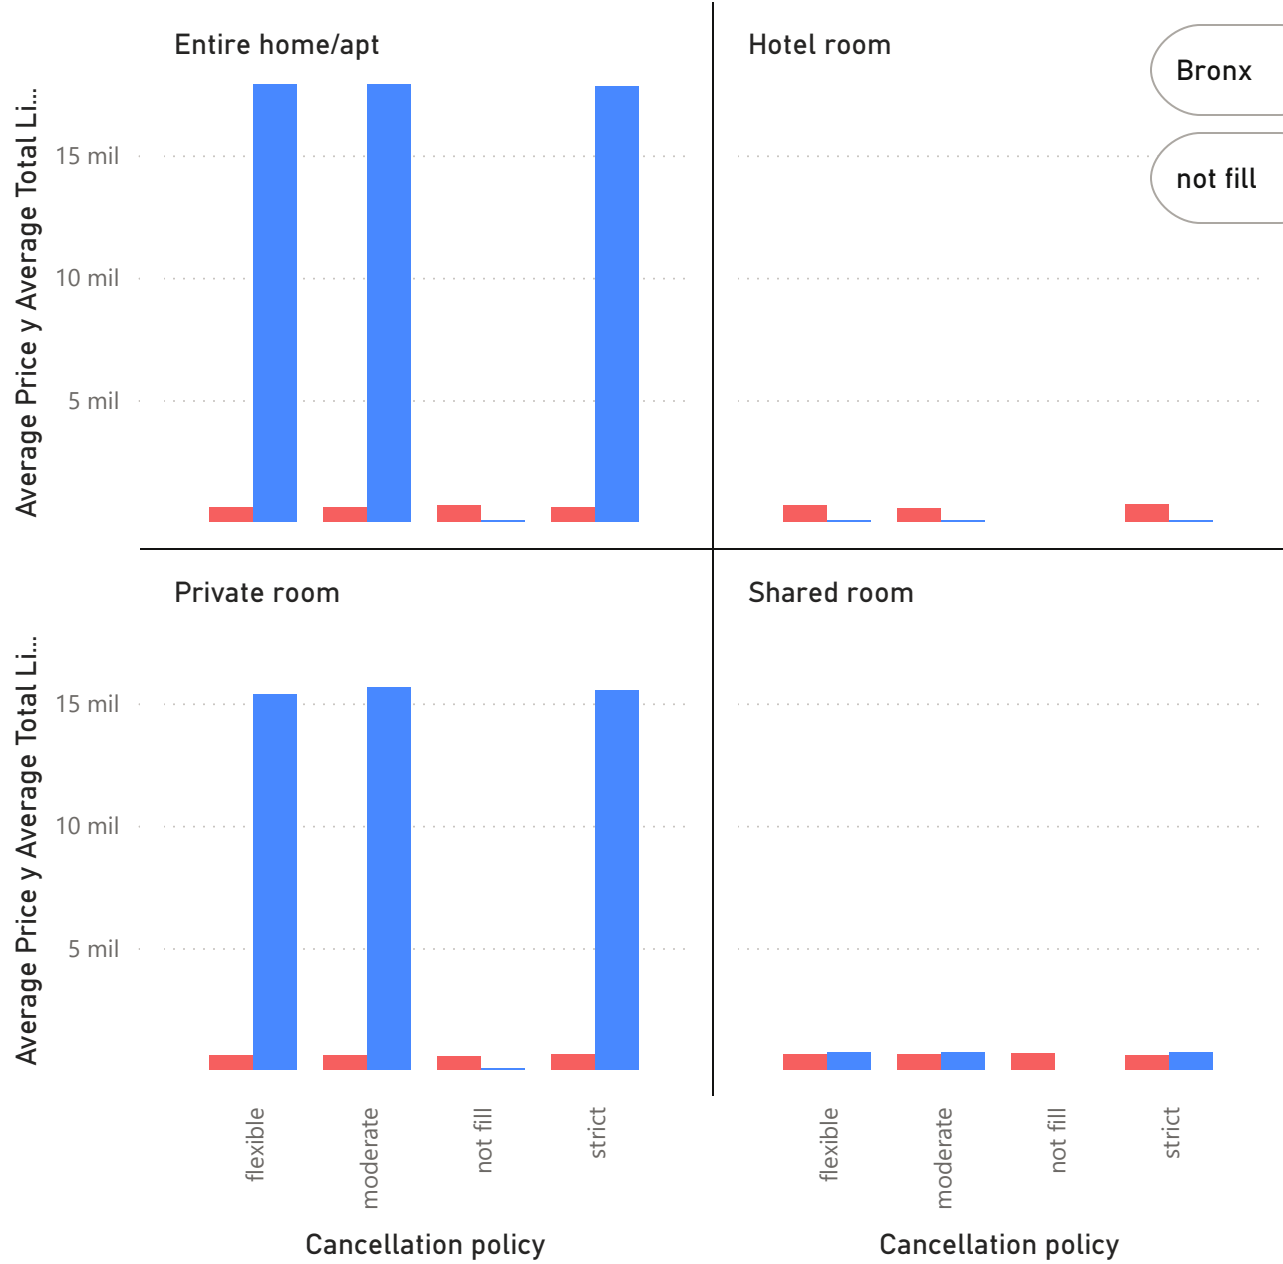 Entire home/apt
Hotel room
Bronx
not fill
Average Price y Average Total Li...
15 mil
10 mil
5 mil
Private room
Shared room
Average Price y Average Total Li...
15 mil
10 mil
5 mil
flexible
moderate
not fill
strict
flexible
moderate
not fill
strict
Cancellation policy
Cancellation policy